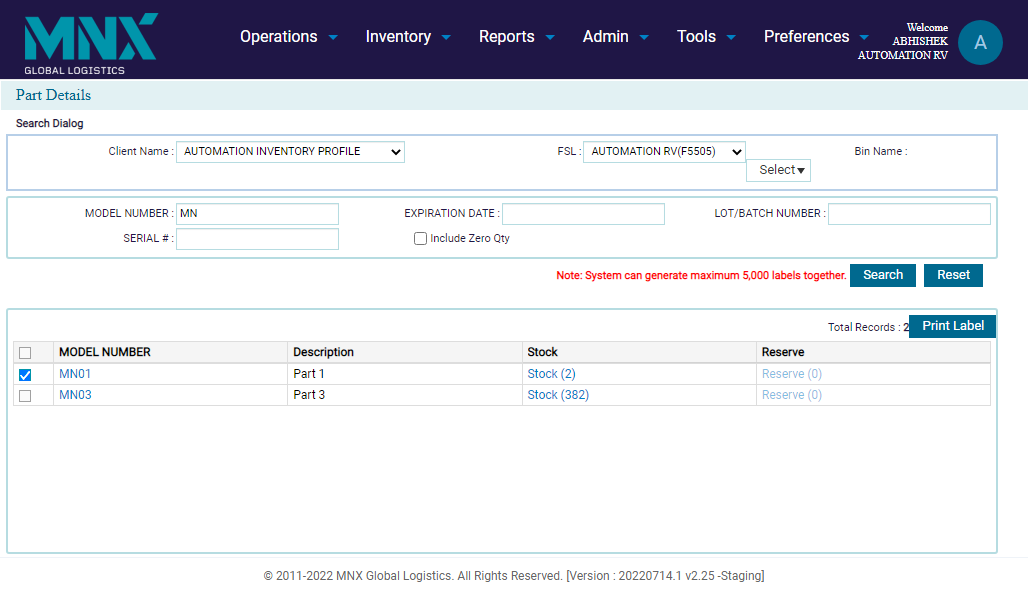 MNX
GLOBAL LOGISTICS
Operations Inventory Reports Admin Tools Preferences
Welcome
ABHISHEK
AUTOMATION RV
A
Part Details
Search Dialog
Client Name : AUTOMATION INVENTORY PROFILE FSL : AUTOMATION RV(F5505) Bin Name :
Select
MODEL NUMBER : MN EXPIRATION DATE : LOT/BATCH NUMBER :
SERIAL # : Include Zero Qty
Note: System can generate maximum 5,000 labels together. Search Reset
Total Records : 2 Print Label
MODEL NUMBER Description Stock Reserve
MN01 Part 1 Stock (2) Reserve (0)
MN03 Part 3 Stock (382) Reserve (0)
© 2011-2022 MNX Global Logistics. All Rights Reserved. [Version : 20220714.1 v2.25 -Staging]